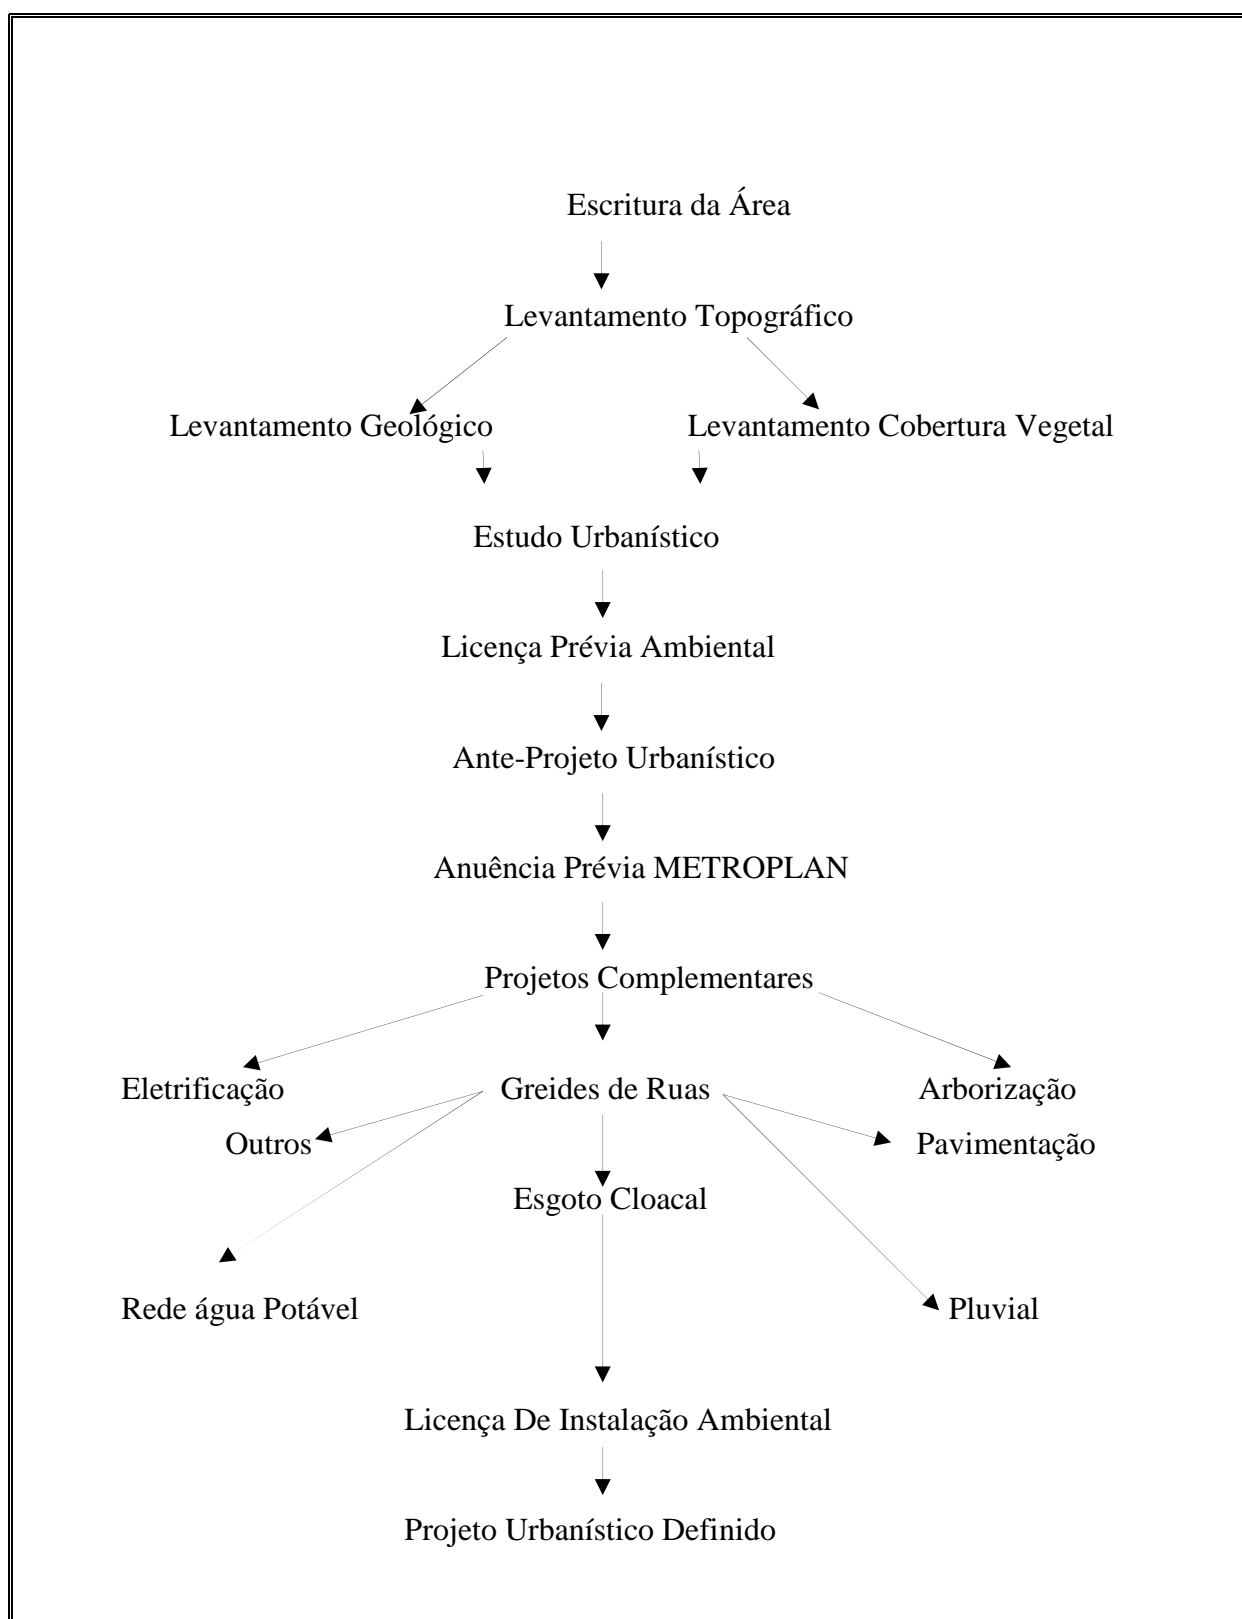 Escritura da Área
Levantamento Topográfico
Levantamento Geológico
Levantamento Cobertura Vegetal
Estudo Urbanístico
Licença Prévia Ambiental
Ante-Projeto Urbanístico
Anuência Prévia METROPLAN
Projetos Complementares
Eletrificação
Greides de Ruas
Arborização
Outros
Pavimentação
Esgoto Cloacal
Rede água Potável
Pluvial
Licença De Instalação Ambiental
Projeto Urbanístico Definido